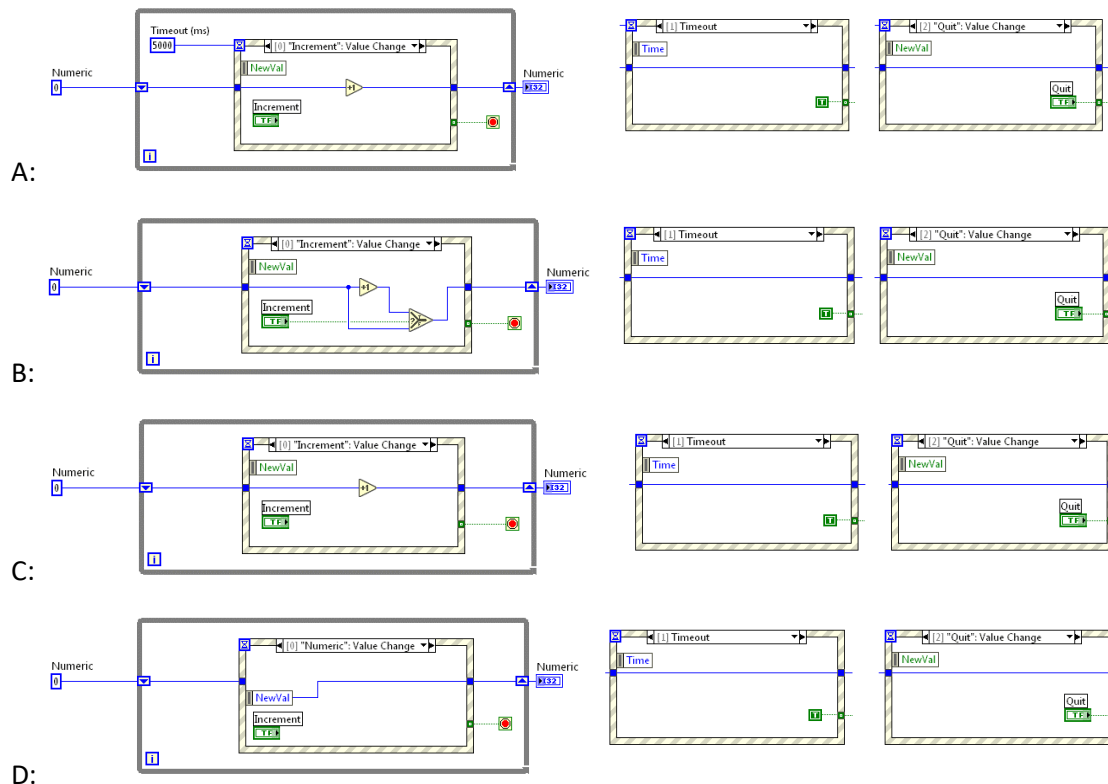 Timeout (ms)
5000
[0] "Increment": Value Change
[1] Timeout
[2] "Quit": Value Change
NewVal
Time
NewVal
Numeric
0
+1
Numeric
I32
Increment
TF
T
Quit
TF
i
A:
[0] "Increment": Value Change
[1] Timeout
[2] "Quit": Value Change
NewVal
Time
NewVal
Numeric
0
+1
Numeric
I32
Increment
TF
?
T
Quit
TF
i
B:
[0] "Increment": Value Change
[1] Timeout
[2] "Quit": Value Change
NewVal
Time
NewVal
Numeric
0
+1
Numeric
I32
Increment
TF
T
Quit
TF
i
C:
[0] "Numeric": Value Change
[1] Timeout
[2] "Quit": Value Change
Numeric
0
Time
NewVal
Numeric
I32
NewVal
Increment
TF
T
Quit
TF
i
D: